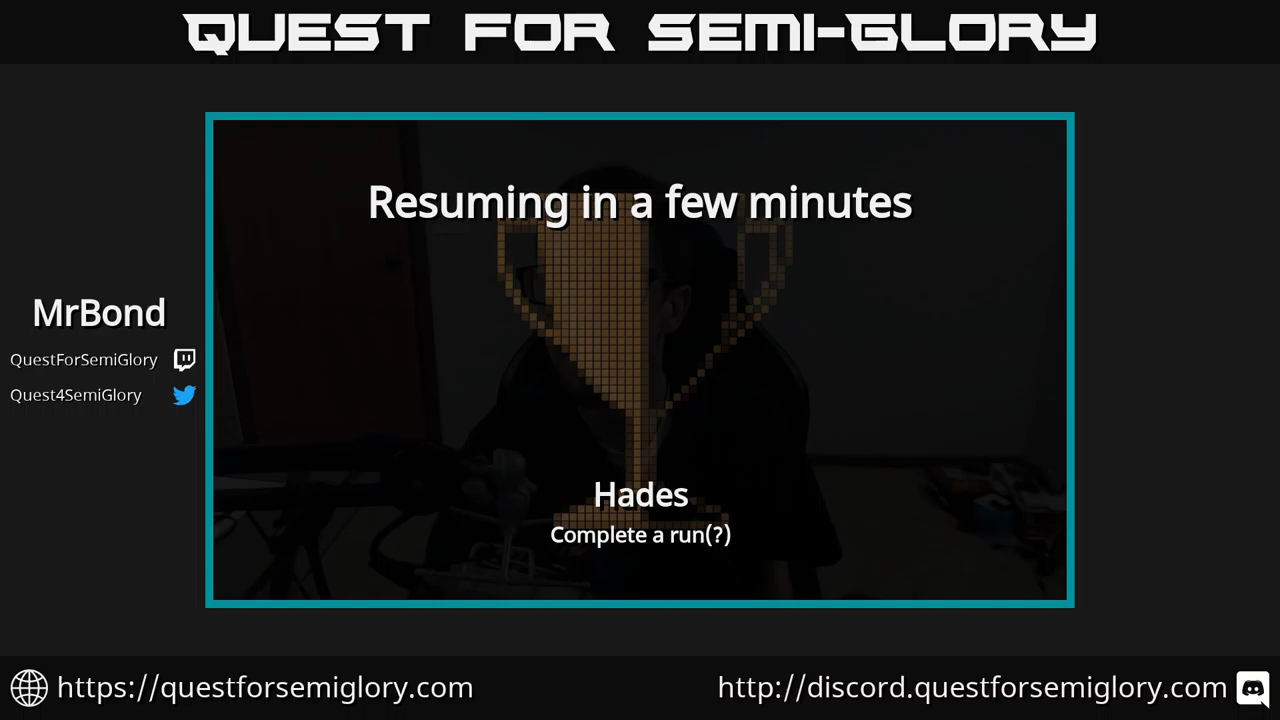 QUEST FOR SEMI-GLORY
Resuming in a few minutes
MrBond
QuestForSemiGlory
Quest4SemiGlory
Hades
Complete a run(?)
https://questforsemiglory.com
http://discord.questforsemiglory.com